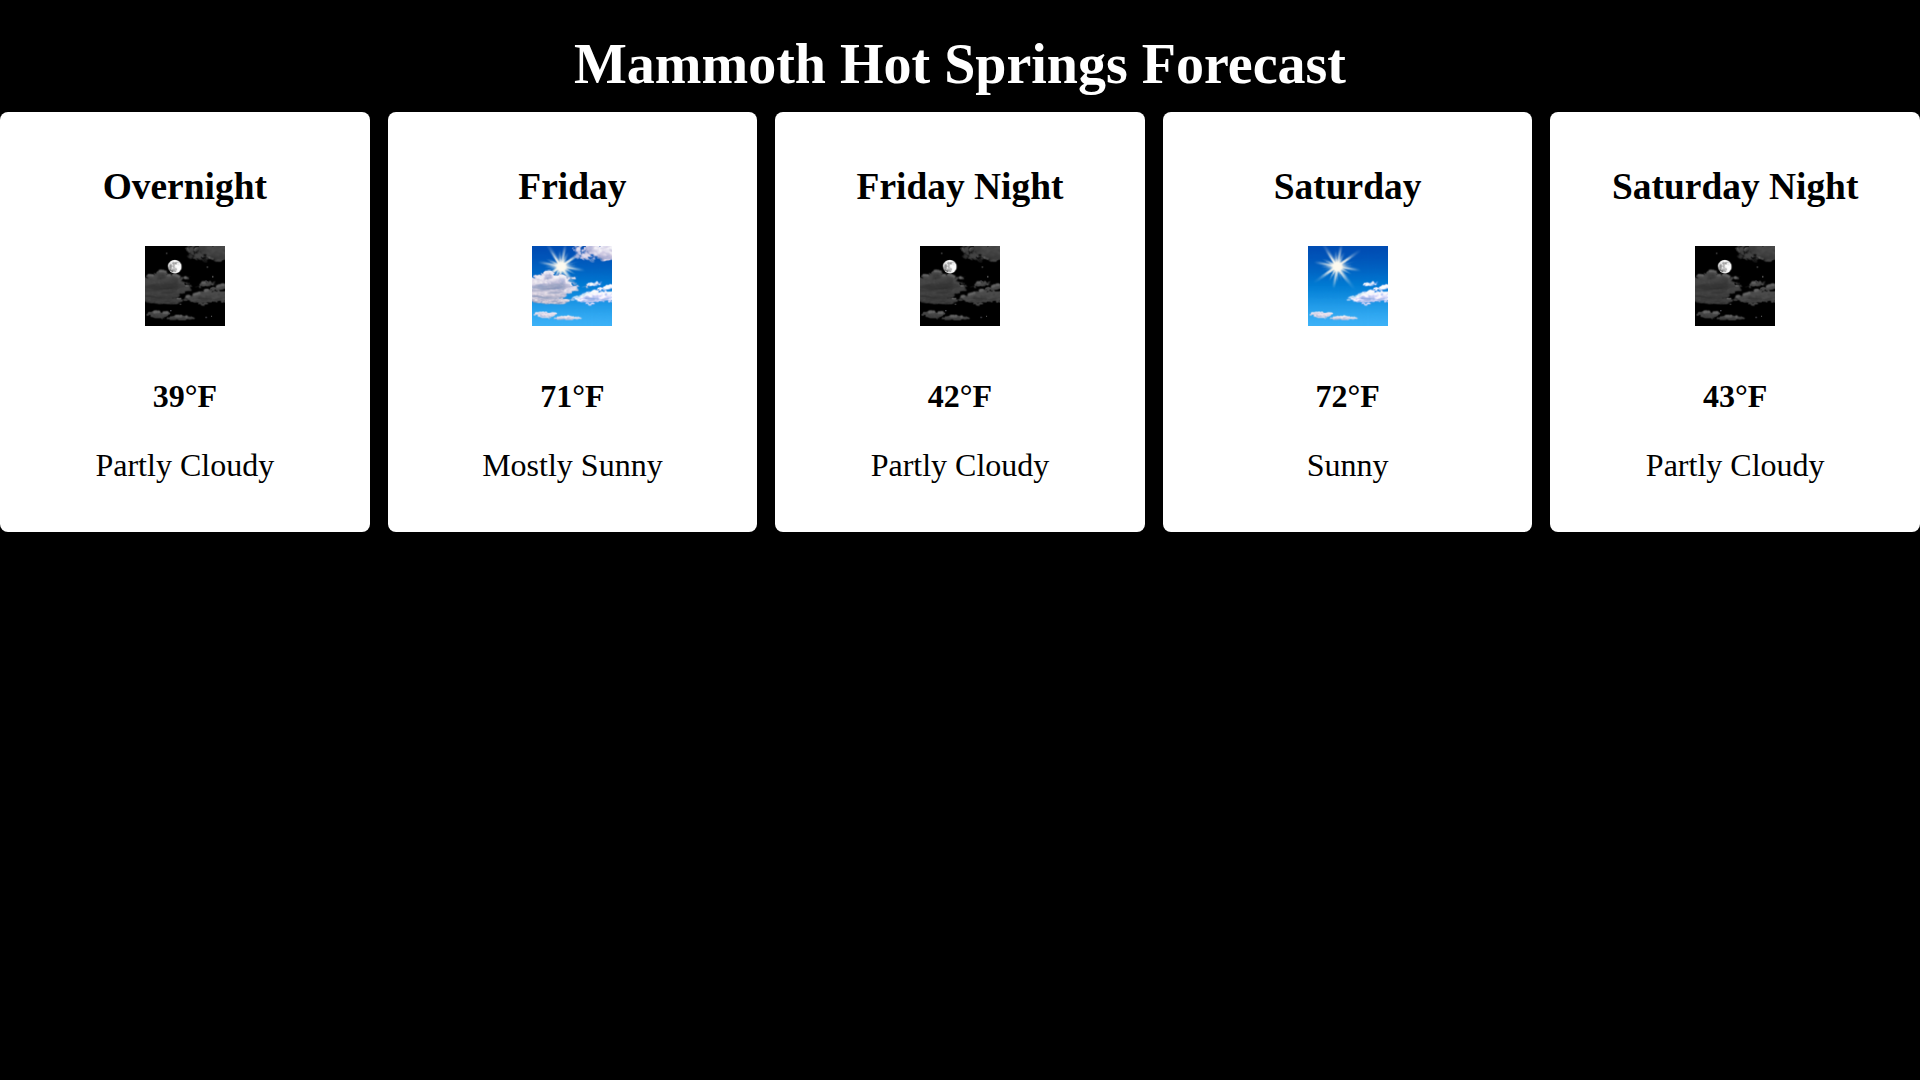 Mammoth Hot Springs Forecast
Overnight
39°F
Partly Cloudy
Friday
71°F
Mostly Sunny
Friday Night
42°F
Partly Cloudy
Saturday
72°F
Sunny
Saturday Night
43°F
Partly Cloudy